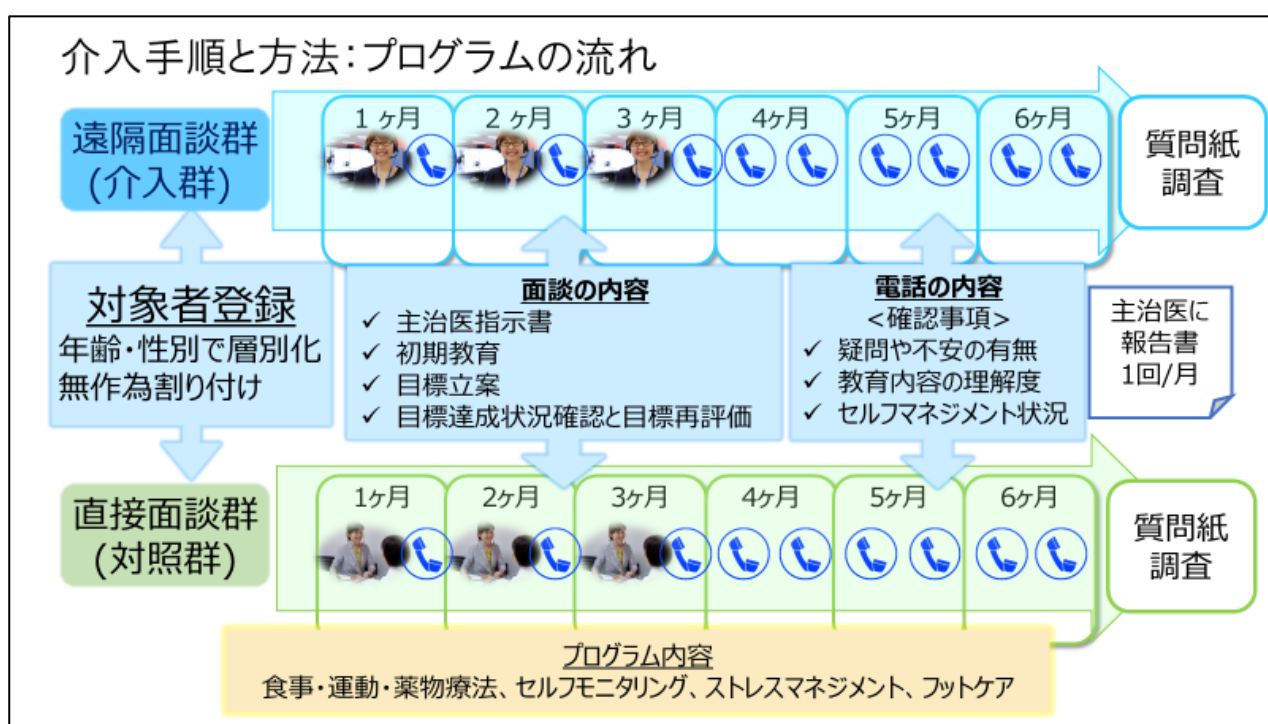 介入手順と方法：プログラムの流れ
遠隔面談群
(介入群)
1 ヶ月
2 ヶ月
3 ヶ月
4ヶ月
5ヶ月
6ヶ月
質問紙
調査
対象者登録
年齢・性別で層別化
無作為割り付け
面談の内容
✓ 主治医指示書
✓ 初期教育
✓ 目標立案
✓ 目標達成状況確認と目標再評価
電話の内容
<確認事項>
✓ 疑問や不安の有無
✓ 教育内容の理解度
✓ セルフマネジメント状況
主治医に
報告書
1回/月
直接面談群
(対照群)
1ヶ月
2ヶ月
3ヶ月
4ヶ月
5ヶ月
6ヶ月
質問紙
調査
プログラム内容
食事・運動・薬物療法、セルフモニタリング、ストレスマネジメント、フットケア